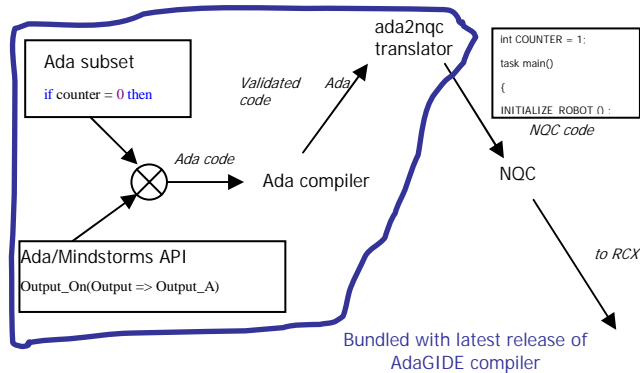 ada2nqc
translator
Ada subset
if counter = 0 then
int COUNTER = 1;
task main()
{
INITIALIZE_ROBOT();
NQC code
Validated
code
Ada
Ada code
Ada compiler
NQC
Ada/Mindstorms API
Output_On(Output => Output_A)
to RCX
Bundled with latest release of
AdaGIDE compiler